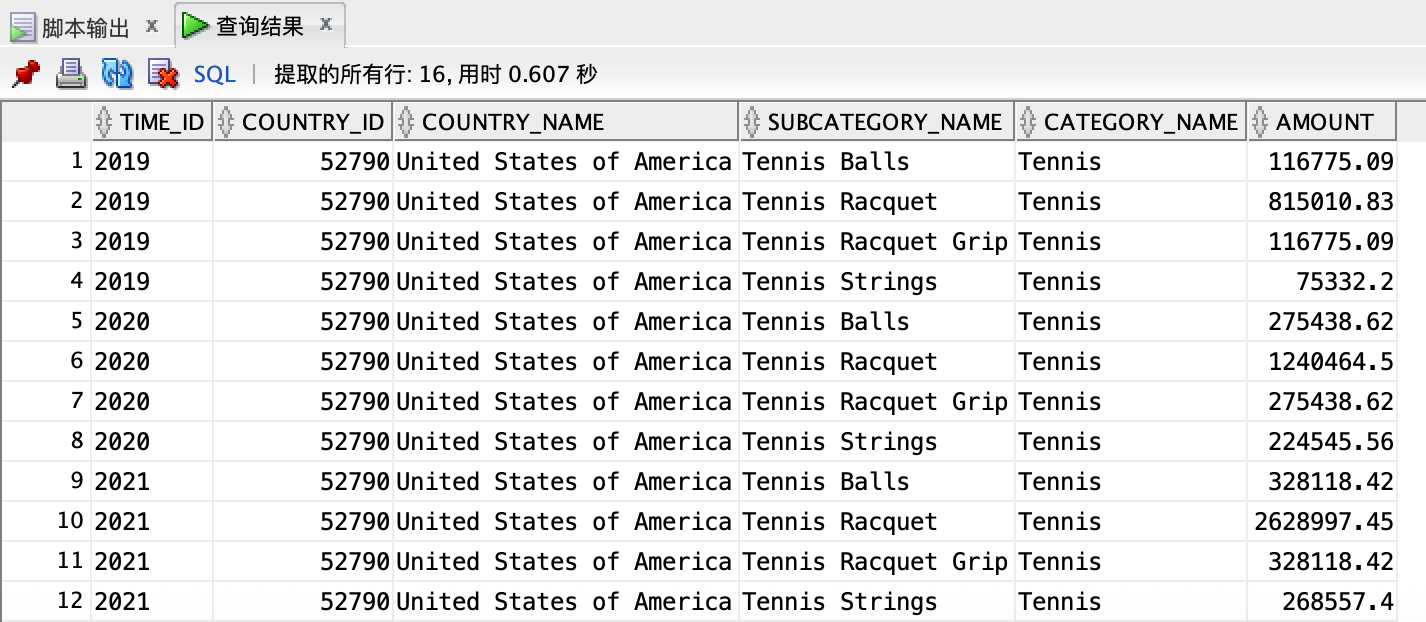 脚本输出 x 查询结果 x
SQL | 提取的所有行: 16, 用时 0.607 秒
TIME_ID COUNTRY_ID COUNTRY_NAME SUBCATEGORY_NAME CATEGORY_NAME AMOUNT
1 2019 52790 United States of America Tennis Balls Tennis 116775.09
2 2019 52790 United States of America Tennis Racquet Tennis 815010.83
3 2019 52790 United States of America Tennis Racquet Grip Tennis 116775.09
4 2019 52790 United States of America Tennis Strings Tennis 75332.2
5 2020 52790 United States of America Tennis Balls Tennis 275438.62
6 2020 52790 United States of America Tennis Racquet Tennis 1240464.5
7 2020 52790 United States of America Tennis Racquet Grip Tennis 275438.62
8 2020 52790 United States of America Tennis Strings Tennis 224545.56
9 2021 52790 United States of America Tennis Balls Tennis 328118.42
10 2021 52790 United States of America Tennis Racquet Tennis 2628997.45
11 2021 52790 United States of America Tennis Racquet Grip Tennis 328118.42
12 2021 52790 United States of America Tennis Strings Tennis 268557.4